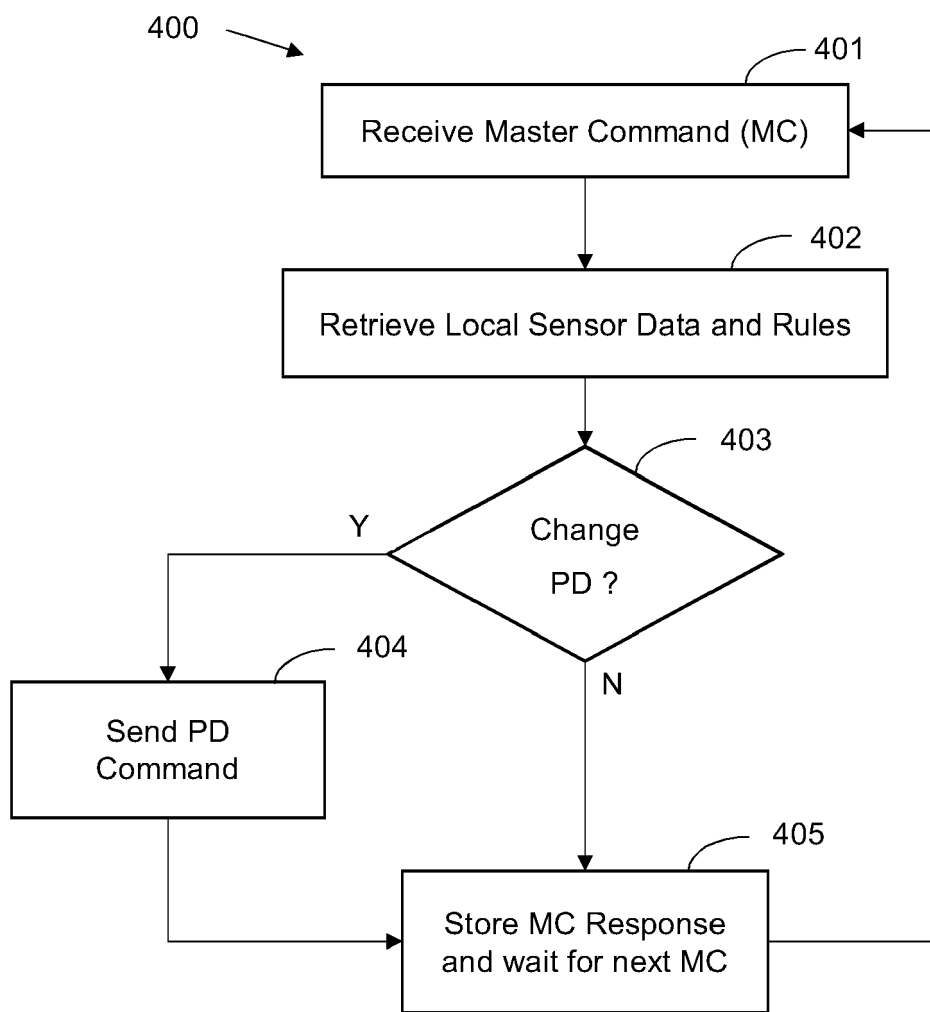 400
401
Receive Master Command (MC)
402
Retrieve Local Sensor Data and Rules
403
Change
PD ?
Y
N
404
Send PD
Command
405
Store MC Response
and wait for next MC